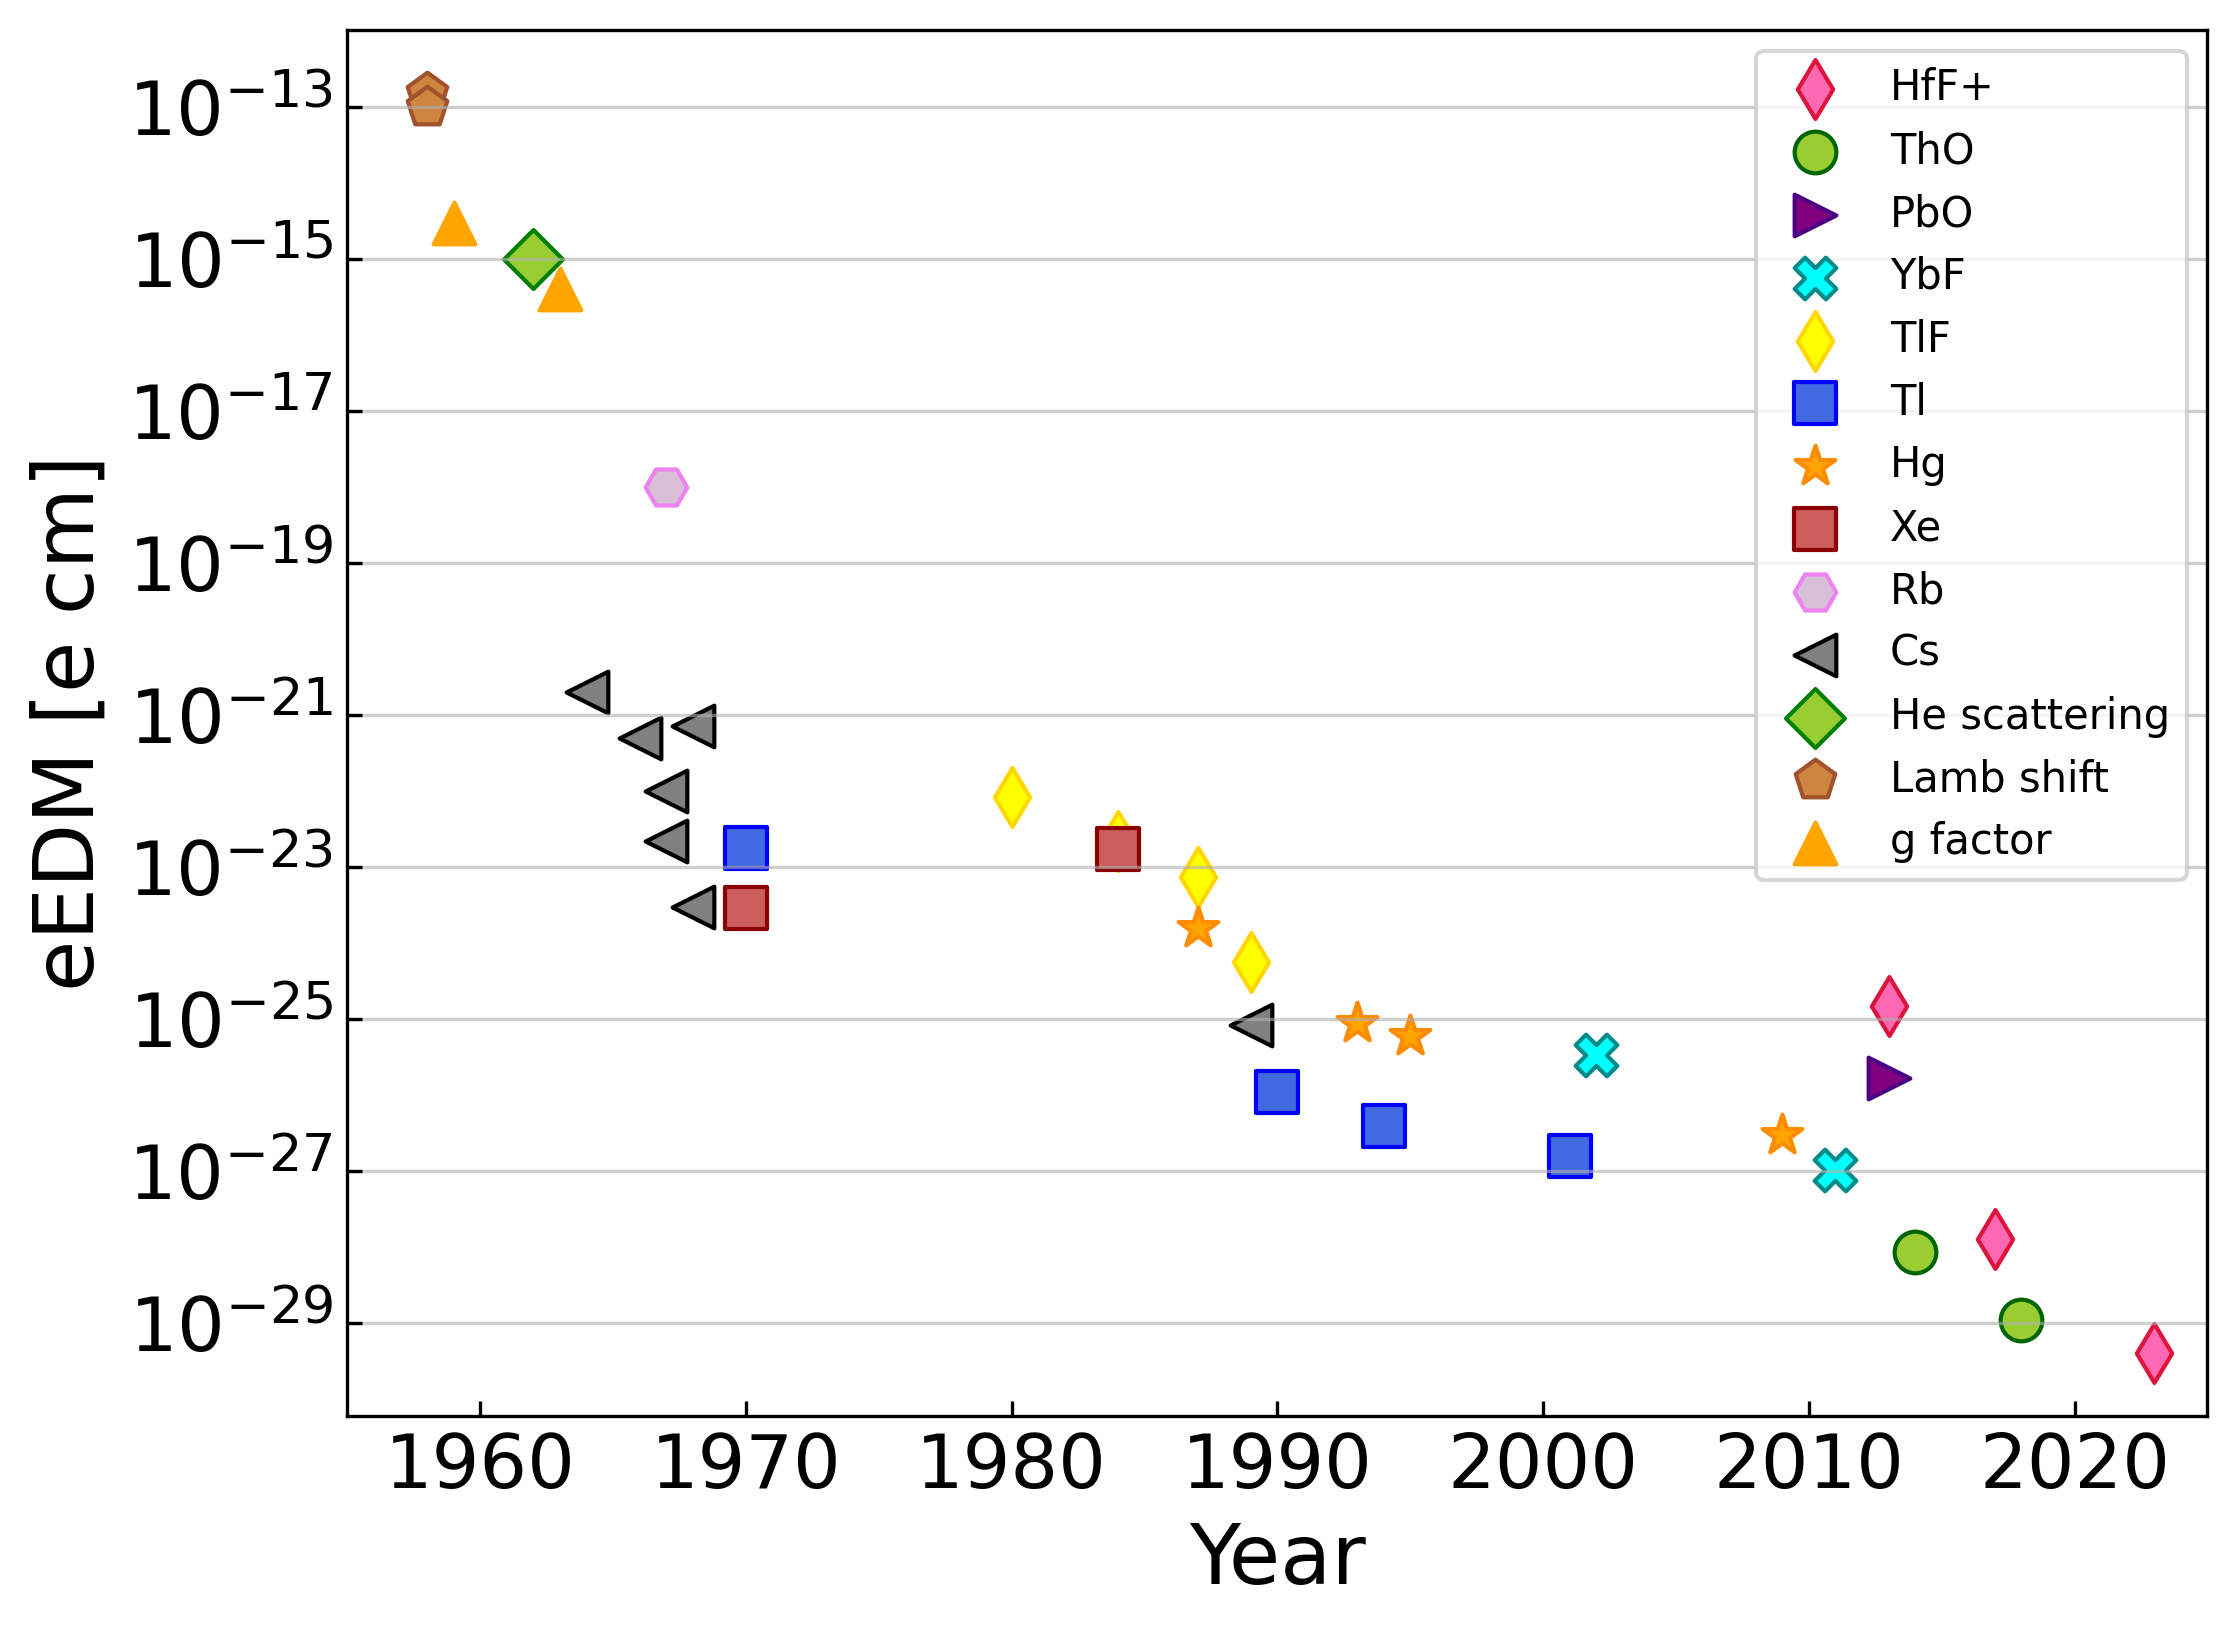 eEDM [e cm]
10⁻¹³
10⁻¹⁵
10⁻¹⁷
10⁻¹⁹
10⁻²¹
10⁻²³
10⁻²⁵
10⁻²⁷
10⁻²⁹
HfF+
ThO
PbO
YbF
TlF
Tl
Hg
Xe
Rb
Cs
He scattering
Lamb shift
g factor
1960 1970 1980 1990 2000 2010 2020
Year